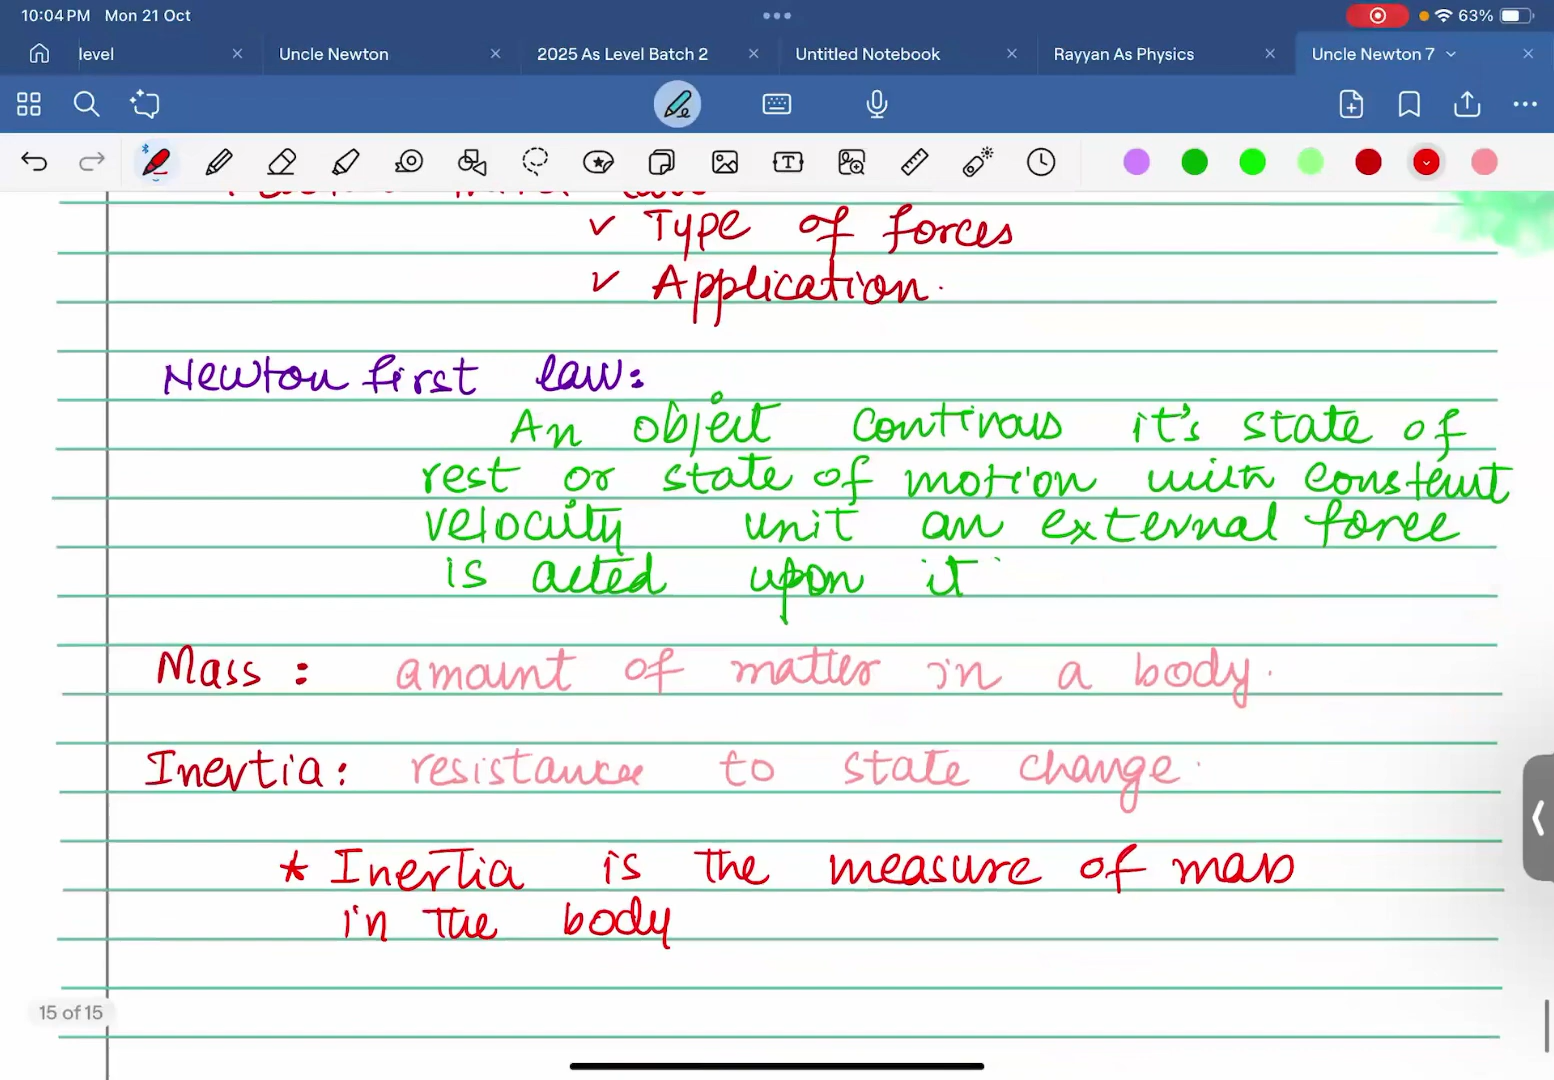 10:04 PM Mon 21 Oct
63%
level
Uncle Newton
2025 As Level Batch 2
Untitled Notebook
Rayyan As Physics
Uncle Newton 7
✓ Type of forces
✓ Application.
Newton first law:
An object continous it's state of
rest or state of motion with constent
velocity unit an external force
is acted upon it
Mass : amount of matter in a body.
Inertia: resistance to state change.
* Inertia is the measure of mass
in the body
15 of 15